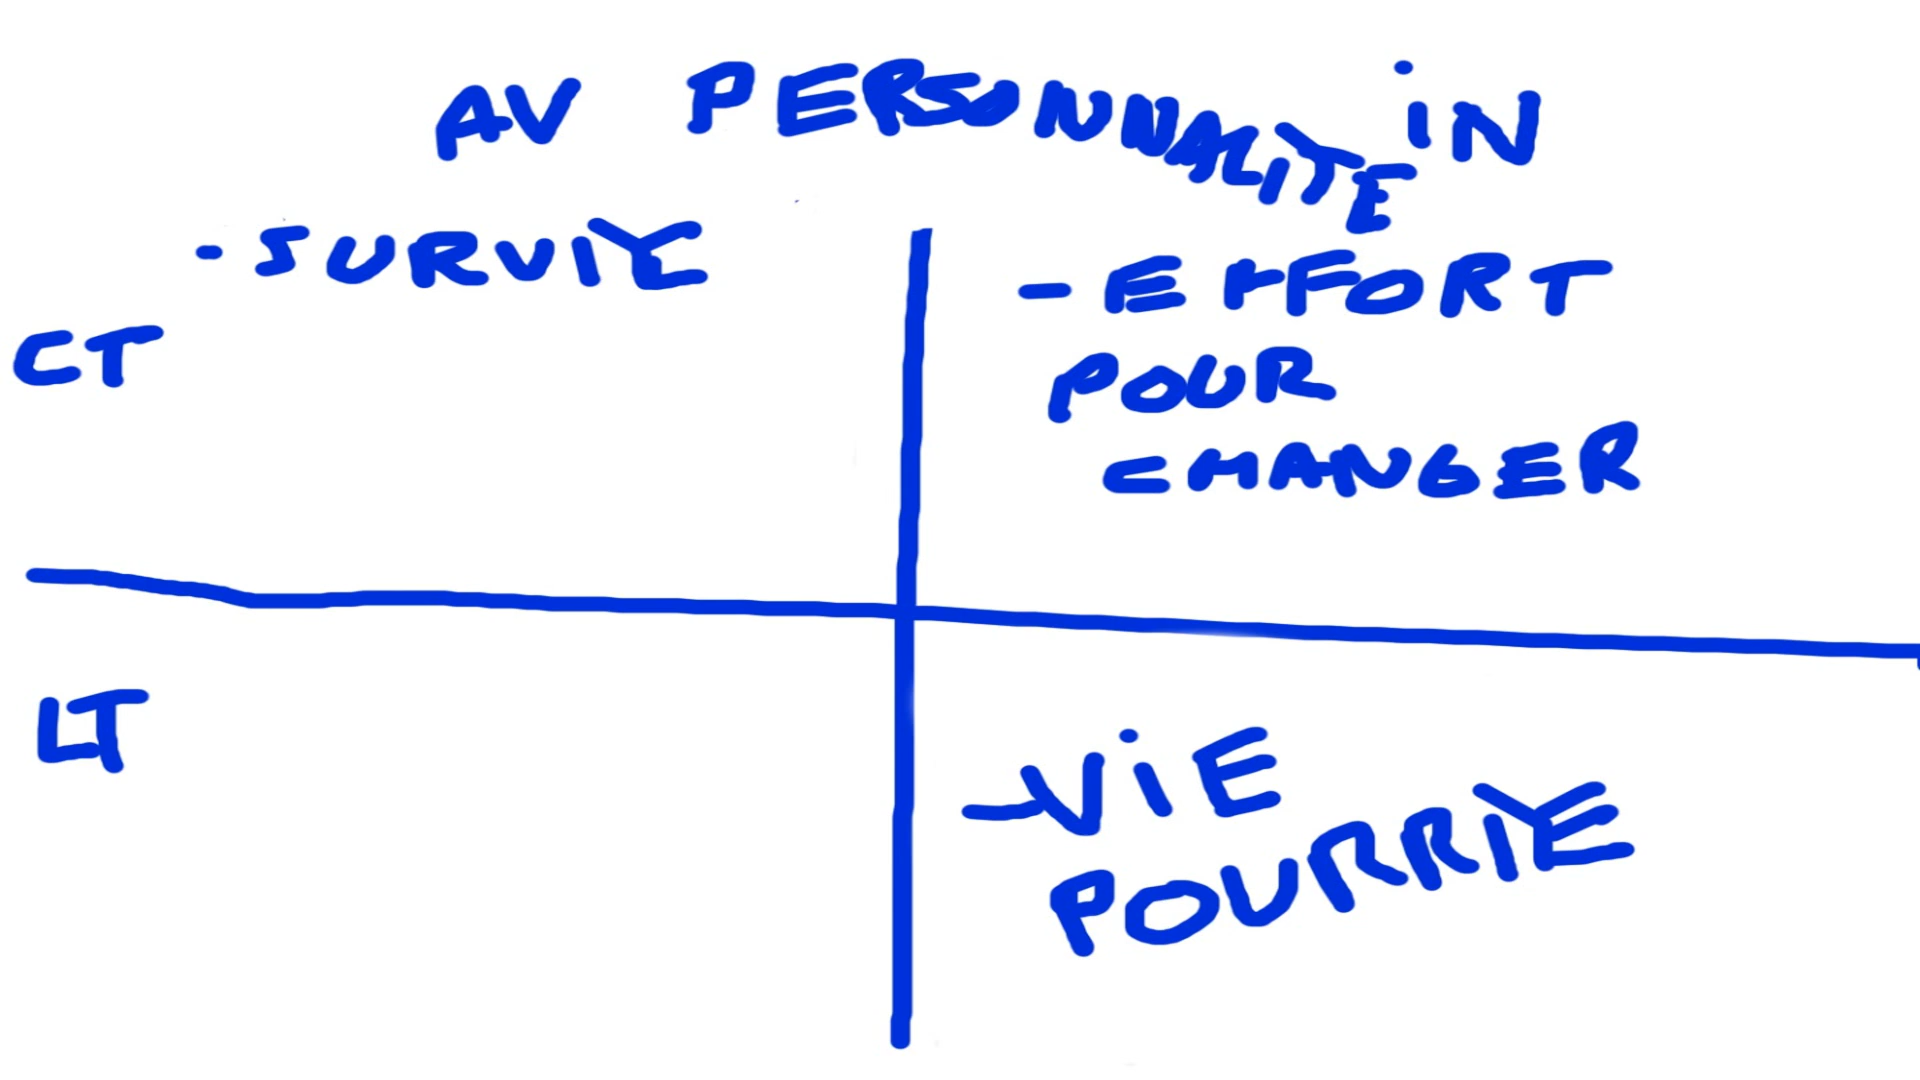 AV PERSONNALITE iN
- SURVIE
- EFFORT
CT
POUR
CHANGER
LT
- ViE
POURRIE